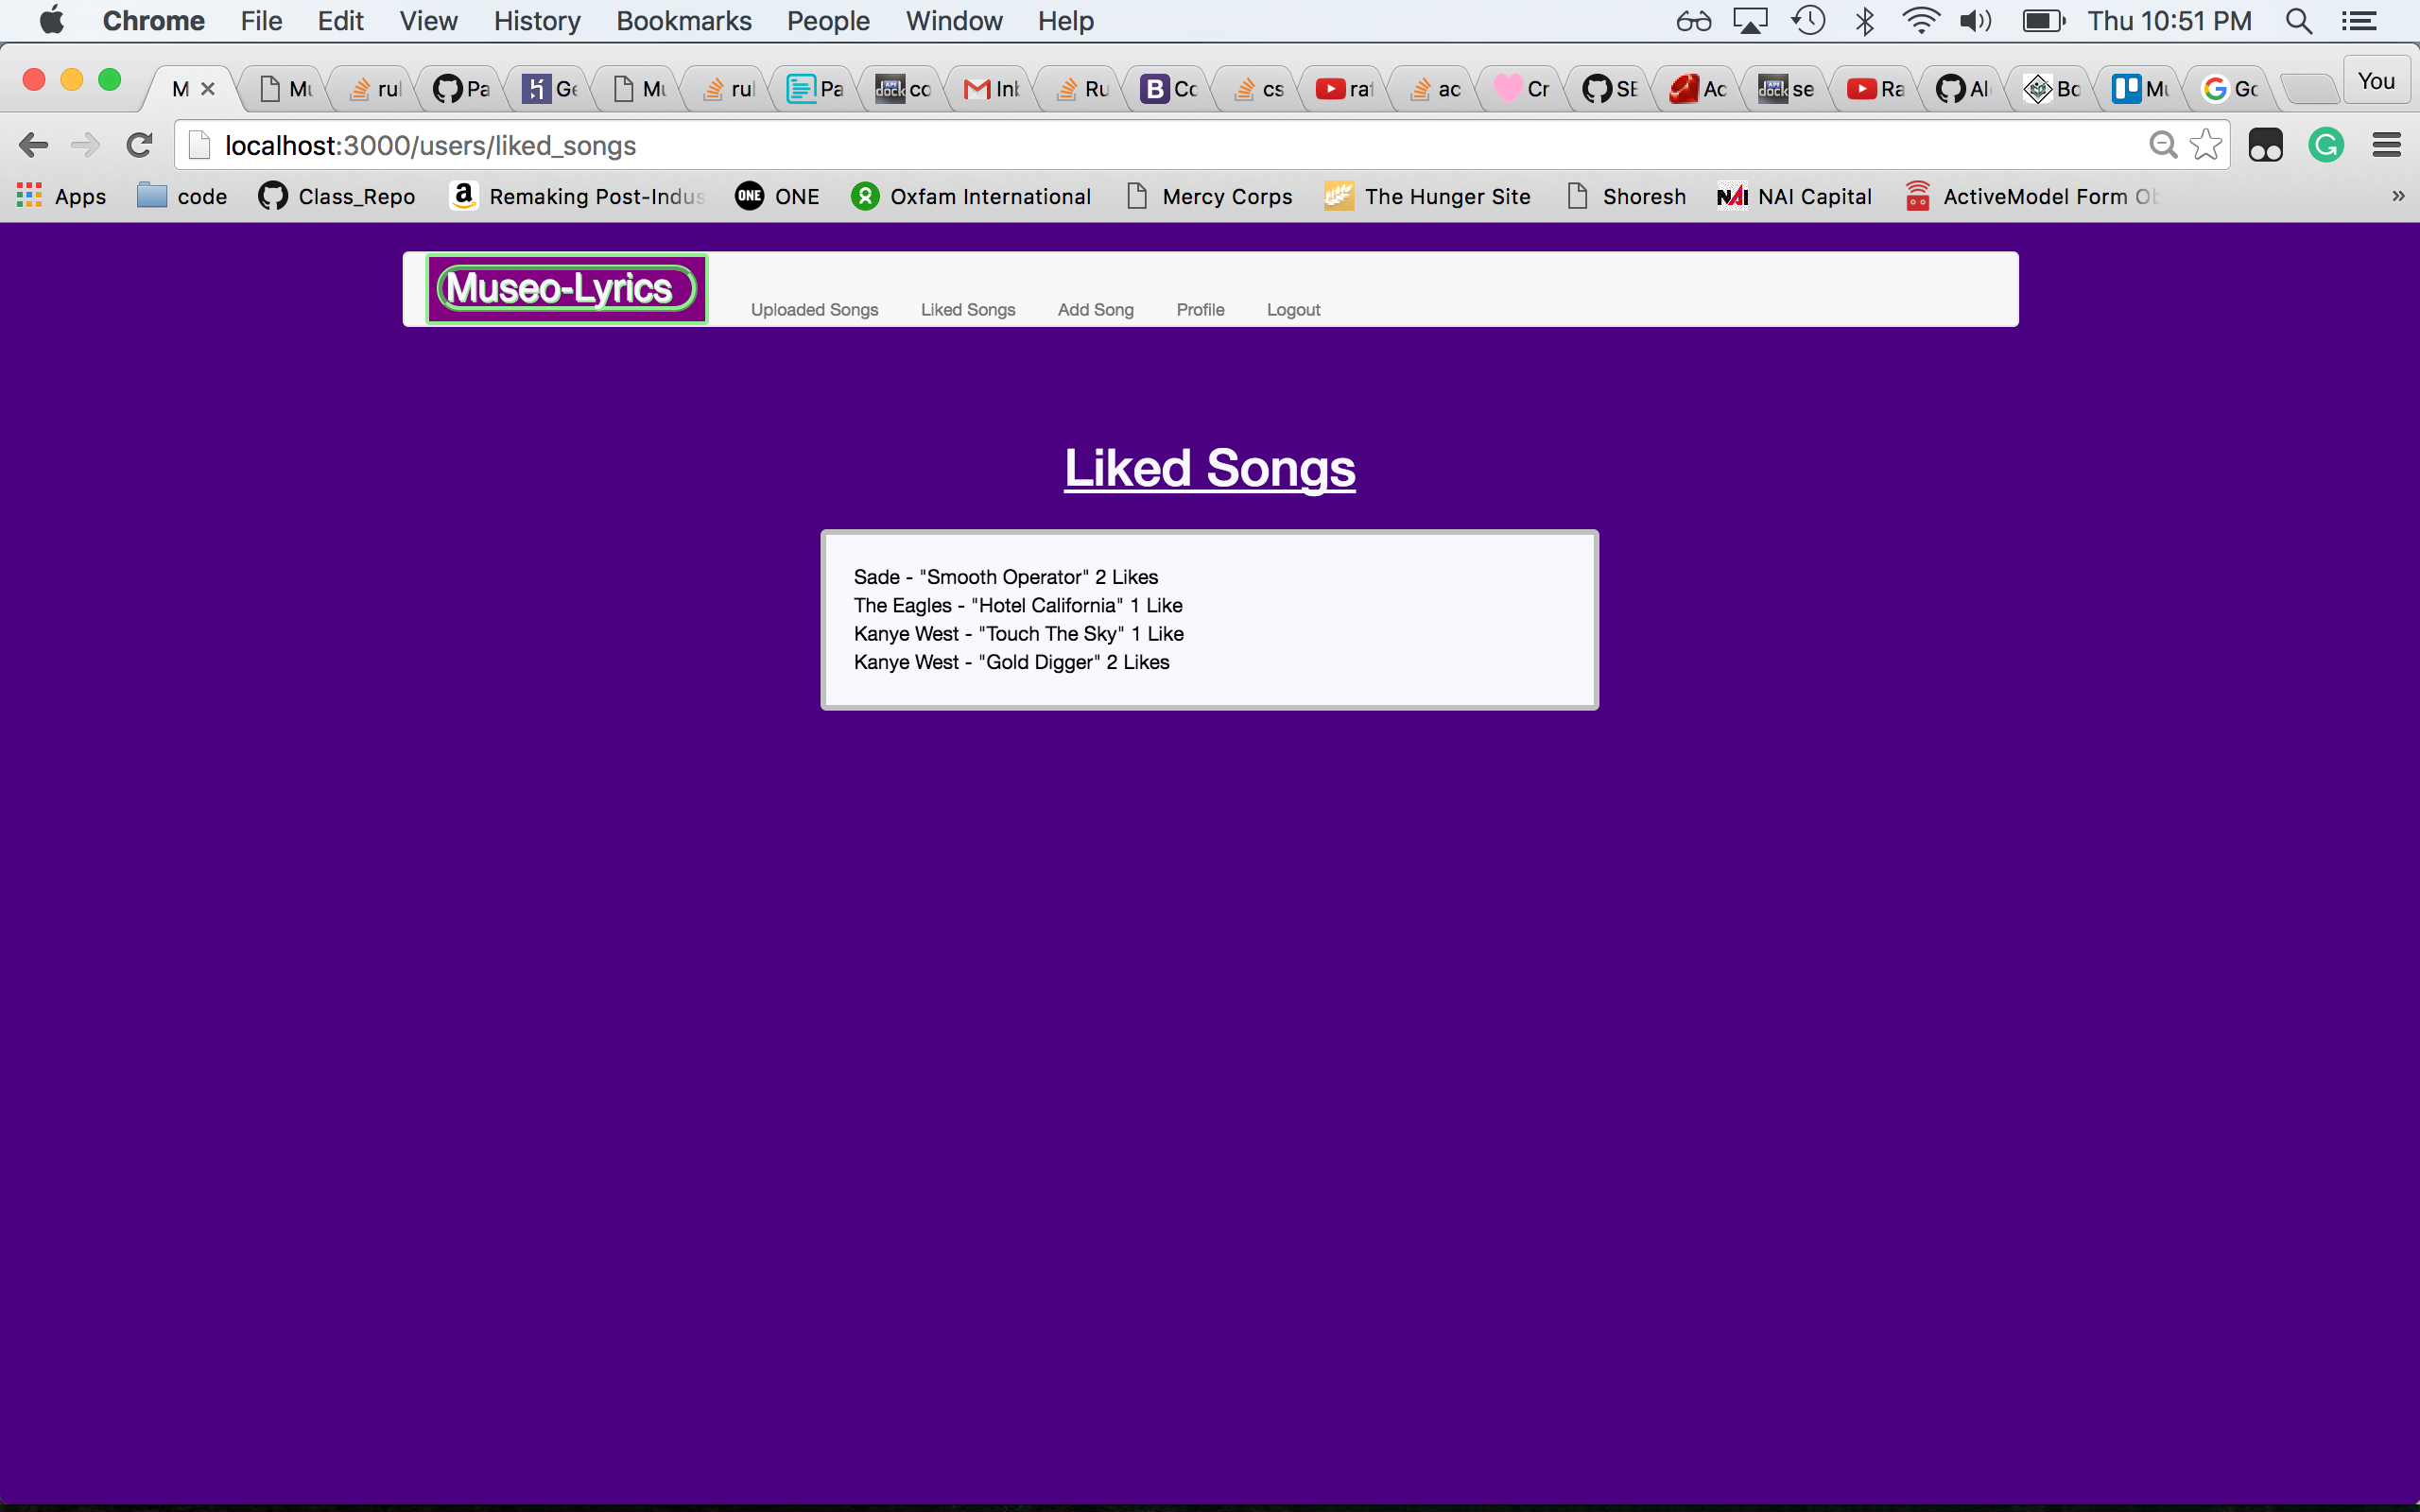 Chrome File Edit View History Bookmarks People Window Help Thu 10:51 PM
M Mu rul Pa Ge Mu rul Pa co Inb Ru B Co cs raf ac Cr SE Ac se Ra Al Bo Mu Go You
localhost:3000/users/liked_songs
Apps code Class_Repo Remaking Post-Indus ONE ONE Oxfam International Mercy Corps The Hunger Site Shoresh NAI NAI Capital ActiveModel Form Ob »
Museo-Lyrics Uploaded Songs Liked Songs Add Song Profile Logout
Liked Songs
Sade - "Smooth Operator" 2 Likes
The Eagles - "Hotel California" 1 Like
Kanye West - "Touch The Sky" 1 Like
Kanye West - "Gold Digger" 2 Likes